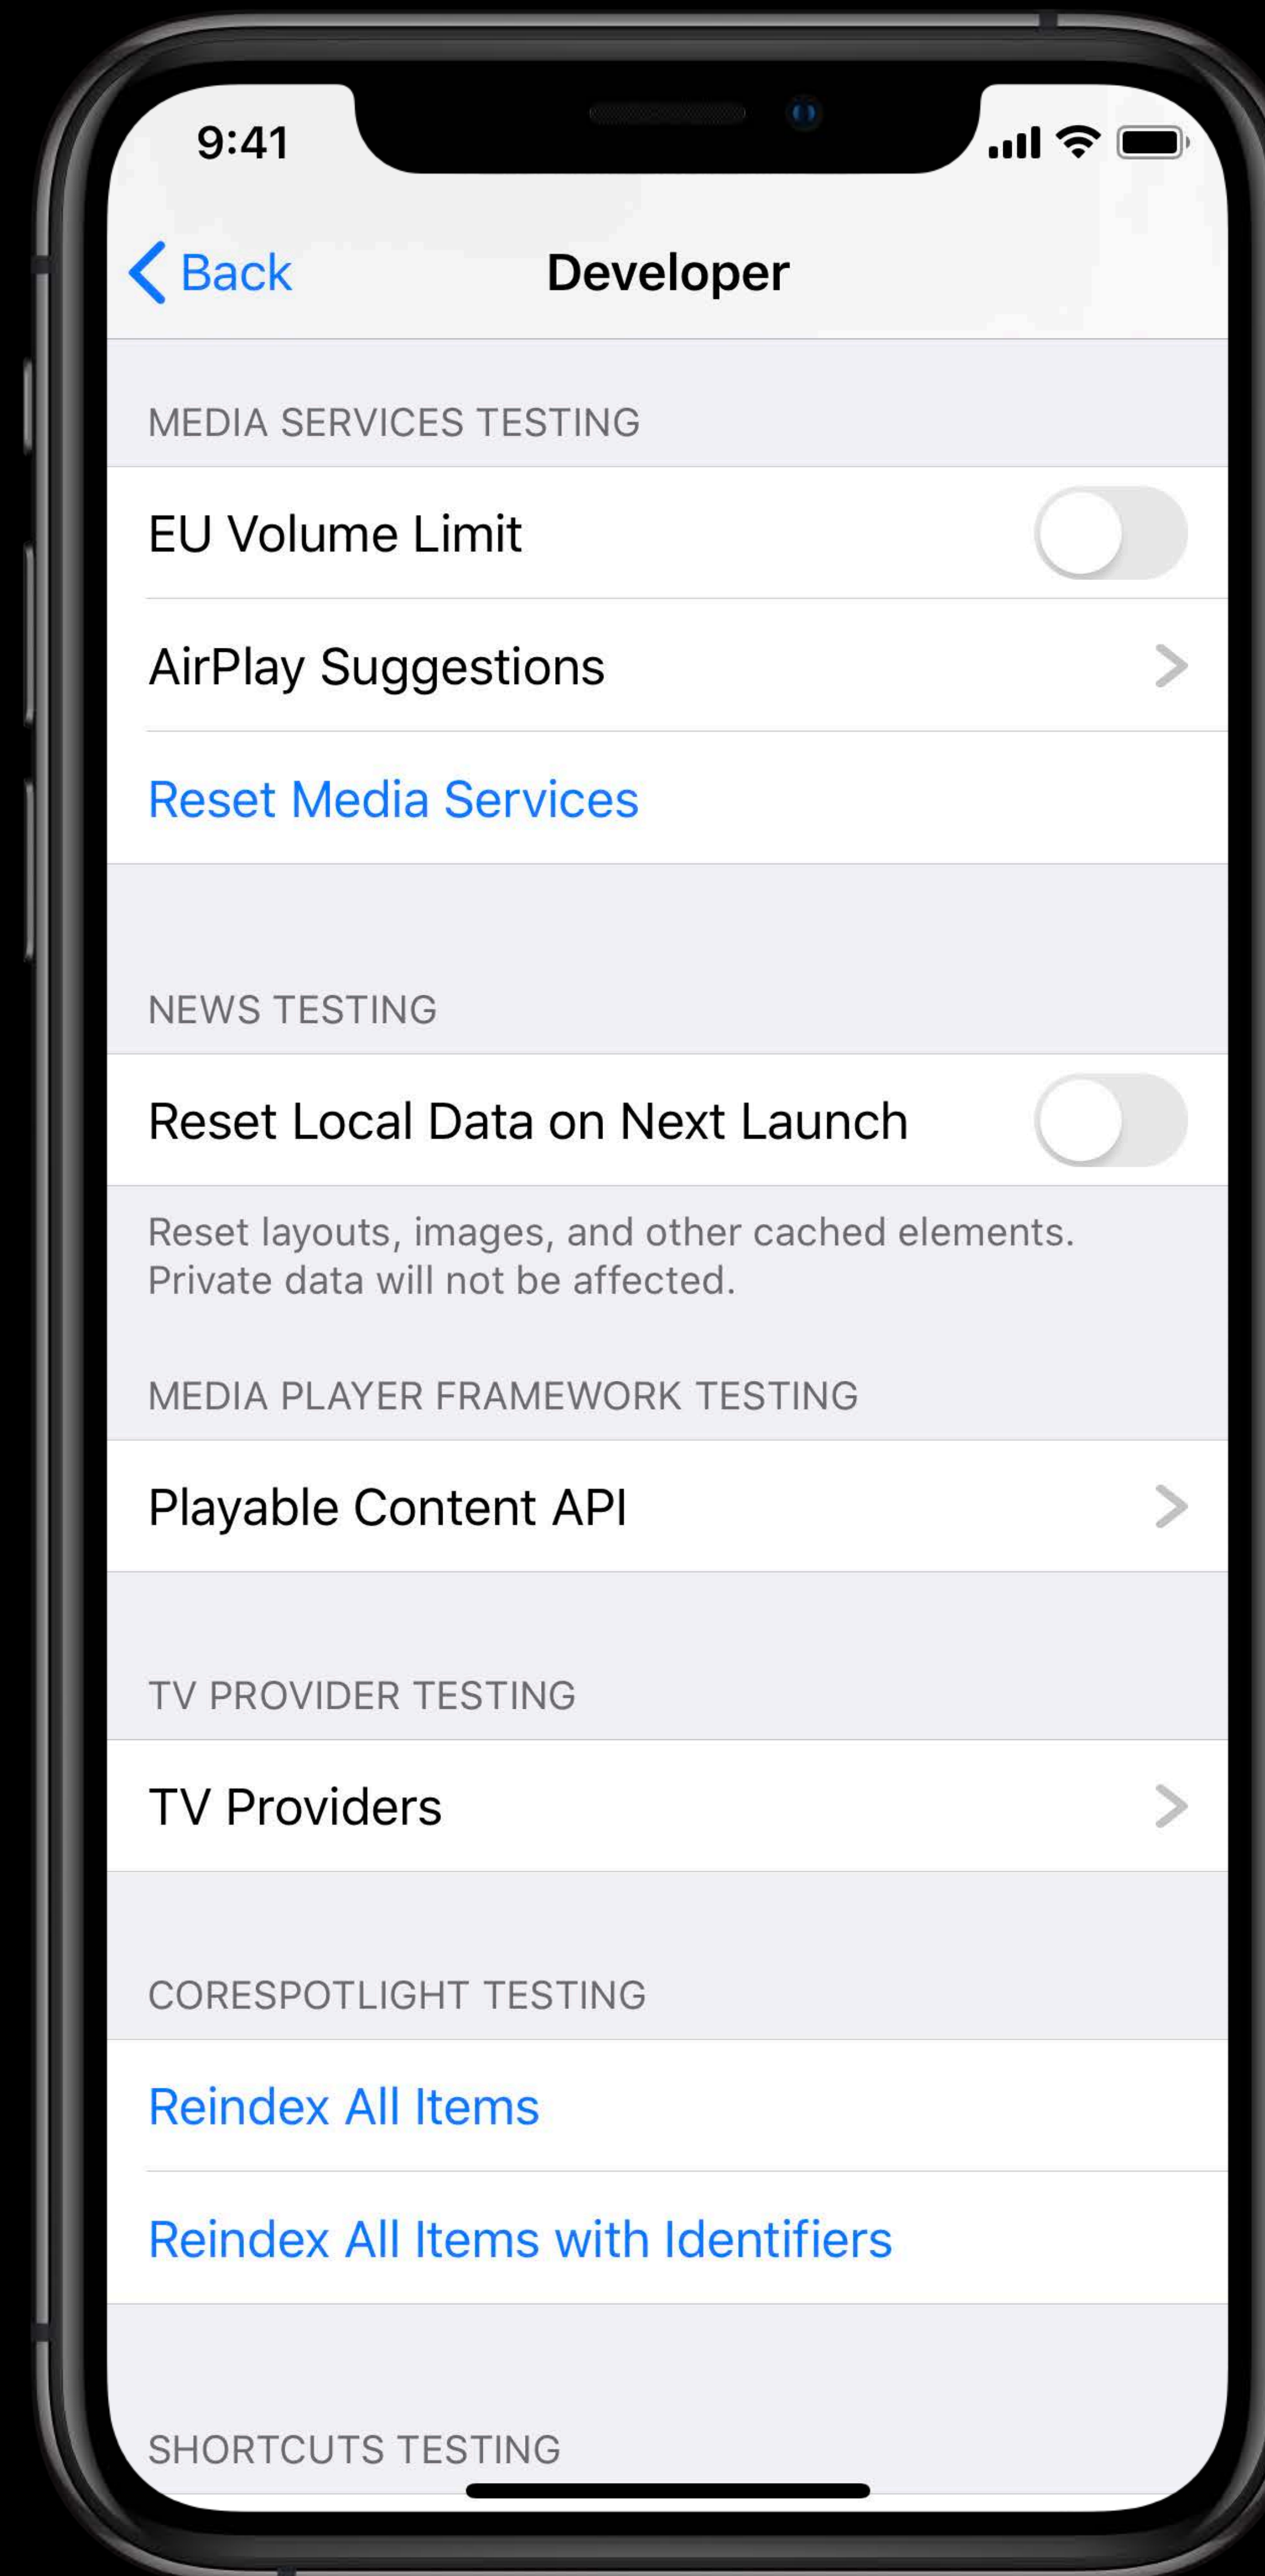 9:41
Back
Developer
MEDIA SERVICES TESTING
EU Volume Limit
AirPlay Suggestions
Reset Media Services
NEWS TESTING
Reset Local Data on Next Launch
Reset layouts, images, and other cached elements.
Private data will not be affected.
MEDIA PLAYER FRAMEWORK TESTING
Playable Content API
TV PROVIDER TESTING
TV Providers
CORESPOTLIGHT TESTING
Reindex All Items
Reindex All Items with Identifiers
SHORTCUTS TESTING